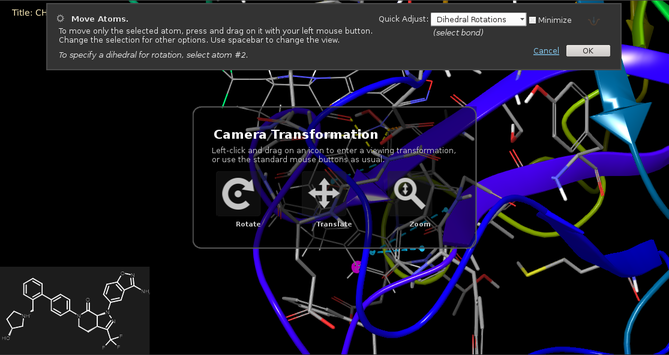 Title: CH
Move Atoms.
To move only the selected atom, press and drag on it with your left mouse button.
Change the selection for other options. Use spacebar to change the view.
To specify a dihedral for rotation, select atom #2.
Quick Adjust: Dihedral Rotations Minimize
(select bond)
Cancel OK
Camera Transformation
Left-click and drag on an icon to enter a viewing transformation,
or use the standard mouse buttons as usual.
Rotate Translate Zoom